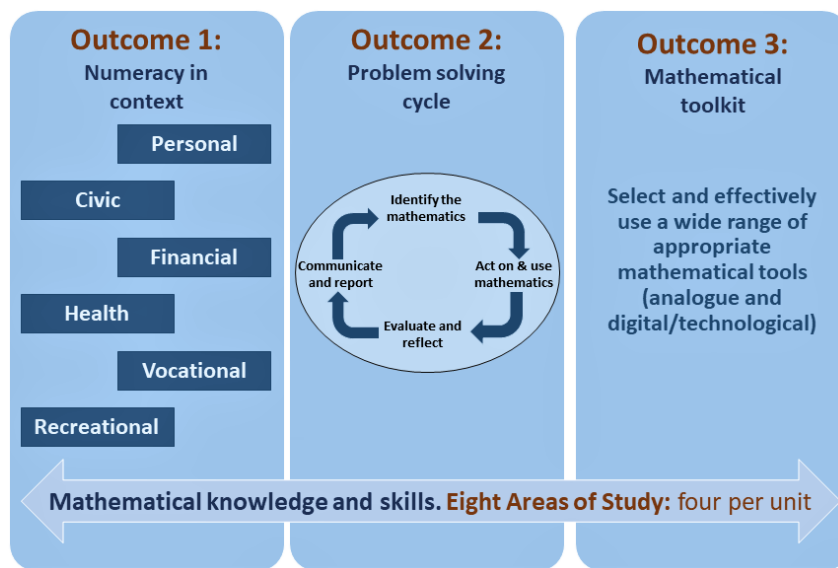 Outcome 1:
Numeracy in
context
Personal
Civic
Financial
Health
Vocational
Recreational
Outcome 2:
Problem solving
cycle
Identify the
mathematics
Act on & use
mathematics
Evaluate and
reflect
Communicate
and report
Outcome 3:
Mathematical
toolkit
Select and effectively
use a wide range of
appropriate
mathematical tools
(analogue and
digital/technological)
Mathematical knowledge and skills. Eight Areas of Study: four per unit